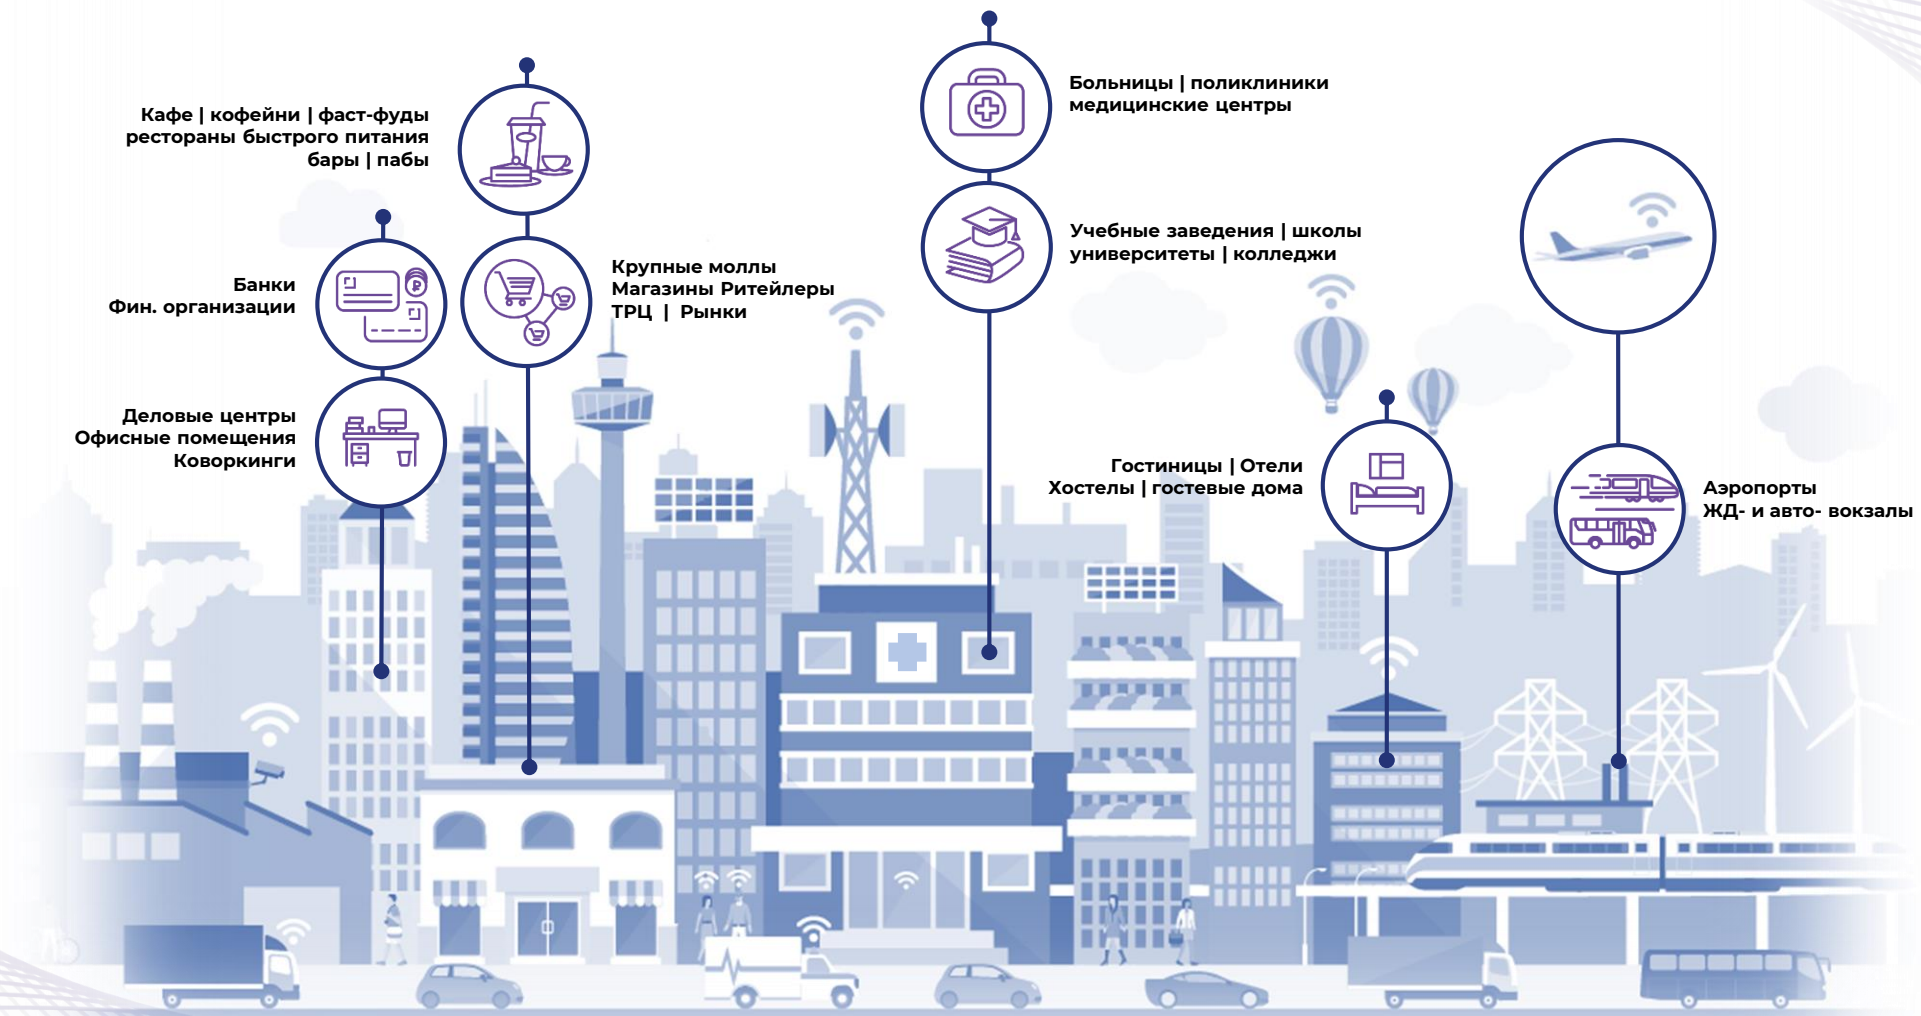 Кафе | кофейни | фаст-фуды
рестораны быстрого питания
бары | пабы
Банки
Фин. организации
Деловые центры
Офисные помещения
Коворкинги
Крупные моллы
Магазины Ритейлеры
ТРЦ | Рынки
Больницы | поликлиники
медицинские центры
Учебные заведения | школы
университеты | колледжи
Гостиницы | Отели
Хостелы | гостевые дома
Аэропорты
ЖД- и авто- вокзалы